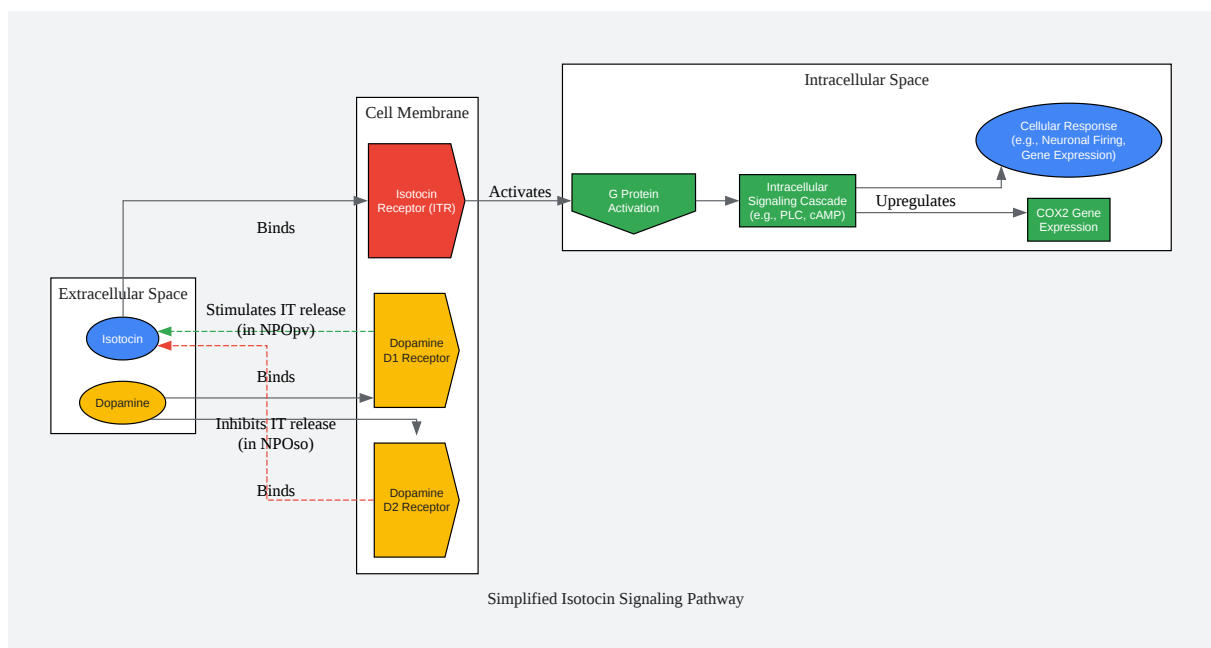 Intracellular Space
Cell Membrane
Cellular Response
(e.g., Neuronal Firing,
Gene Expression)
Isotocin
Receptor (ITR)
Activates
G Protein
Activation
Intracellular
Signaling Cascade
(e.g., PLC, cAMP)
Upregulates
COX2 Gene
Expression
Binds
Extracellular Space
Stimulates IT release
(in NPOpv)
Isotocin
Dopamine
D1 Receptor
Binds
Dopamine
Inhibits IT release
(in NPOso)
Binds
Dopamine
D2 Receptor
Simplified Isotocin Signaling Pathway